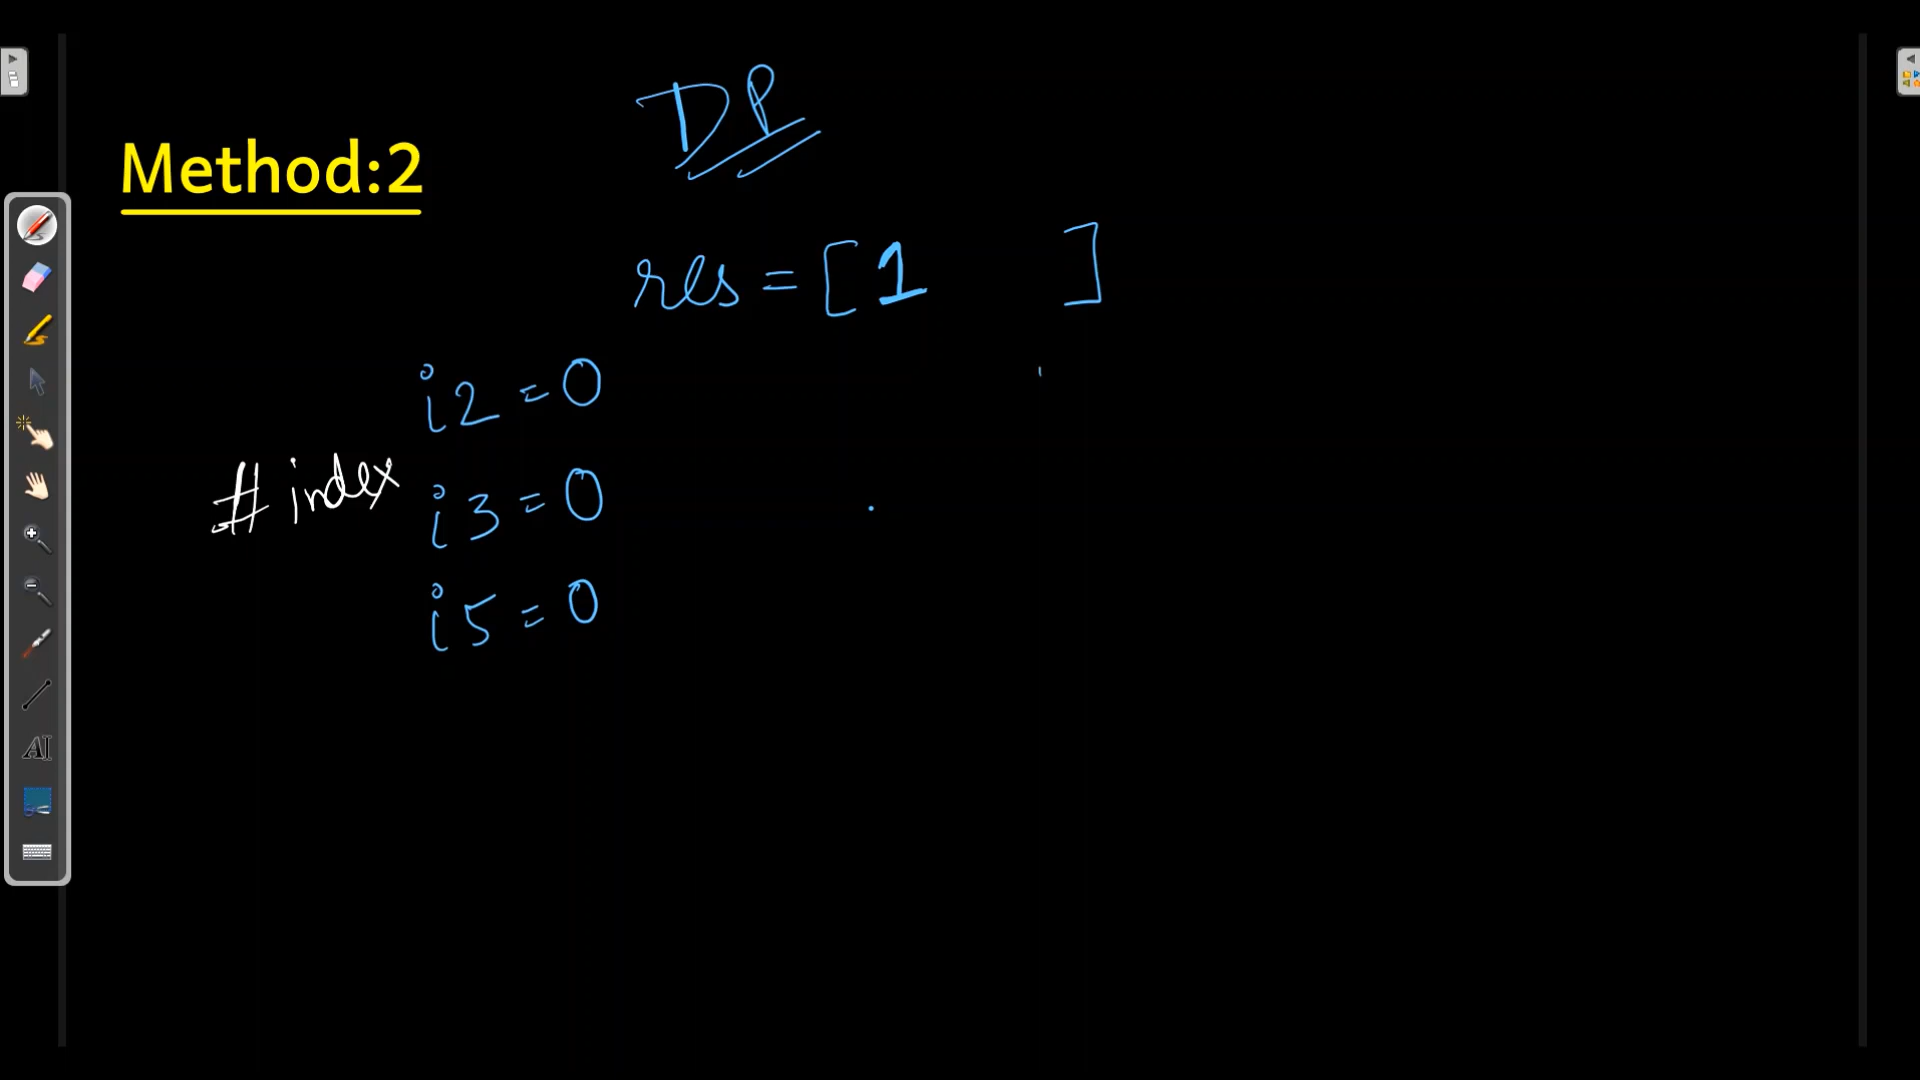 DP
Method:2
res = [1 ]
i2 = 0
# index
i3 = 0
i5 = 0